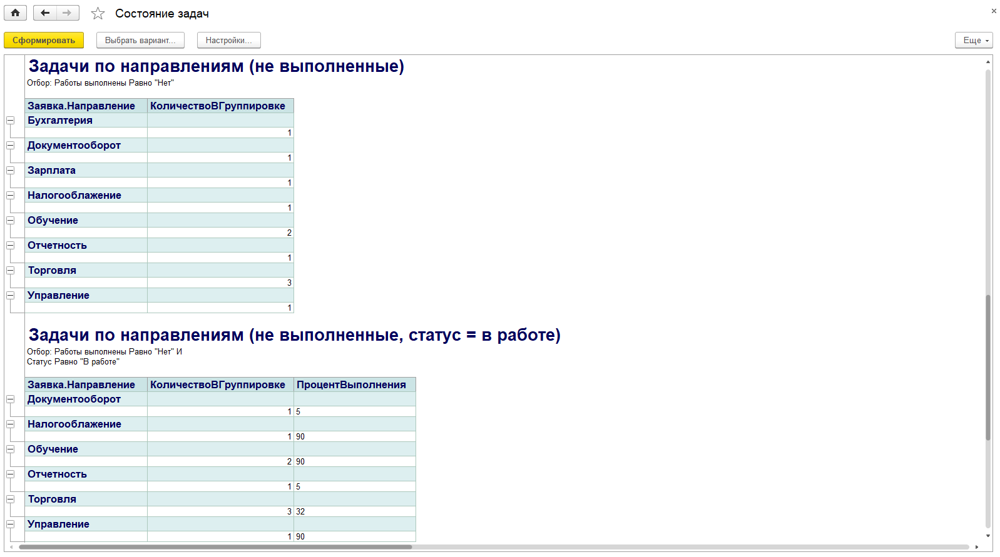 Состояние задач
Сформировать Выбрать вариант... Настройки... Еще
Задачи по направлениям (не выполненные)
Отбор: Работы выполнены Равно "Нет"
Заявка.Направление КоличествоВГруппировке
Бухгалтерия
1
Документооборот
1
Зарплата
1
Налогооблажение
1
Обучение
2
Отчетность
1
Торговля
3
Управление
1
Задачи по направлениям (не выполненные, статус = в работе)
Отбор: Работы выполнены Равно "Нет" И
Статус Равно "В работе"
Заявка.Направление КоличествоВГруппировке ПроцентВыполнения
Документооборот
1 5
Налогооблажение
1 90
Обучение
2 90
Отчетность
1 5
Торговля
3 32
Управление
1 90